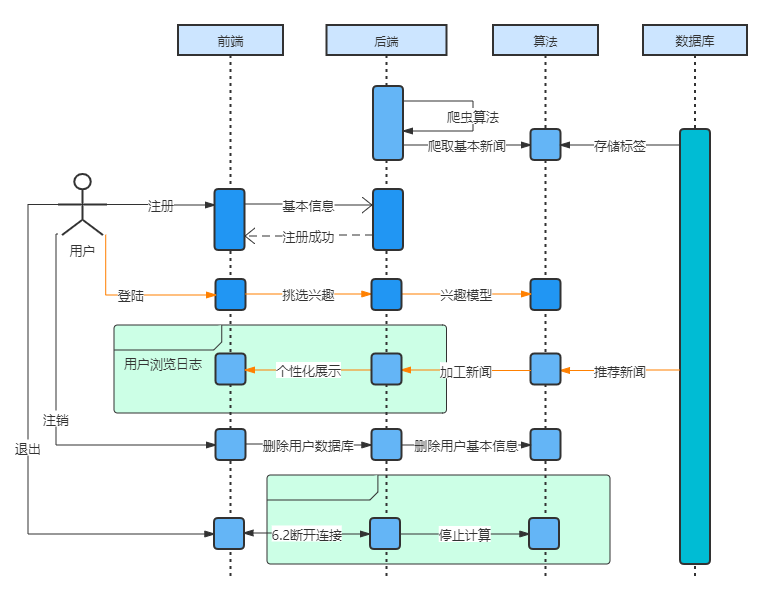 前端
后端
算法
数据库
爬虫算法
爬取基本新闻
存储标签
注册
基本信息
注册成功
用户
登陆
挑选兴趣
兴趣模型
用户浏览日志
个性化展示
加工新闻
推荐新闻
注销
退出
删除用户数据库
删除用户基本信息
6.2断开连接
停止计算